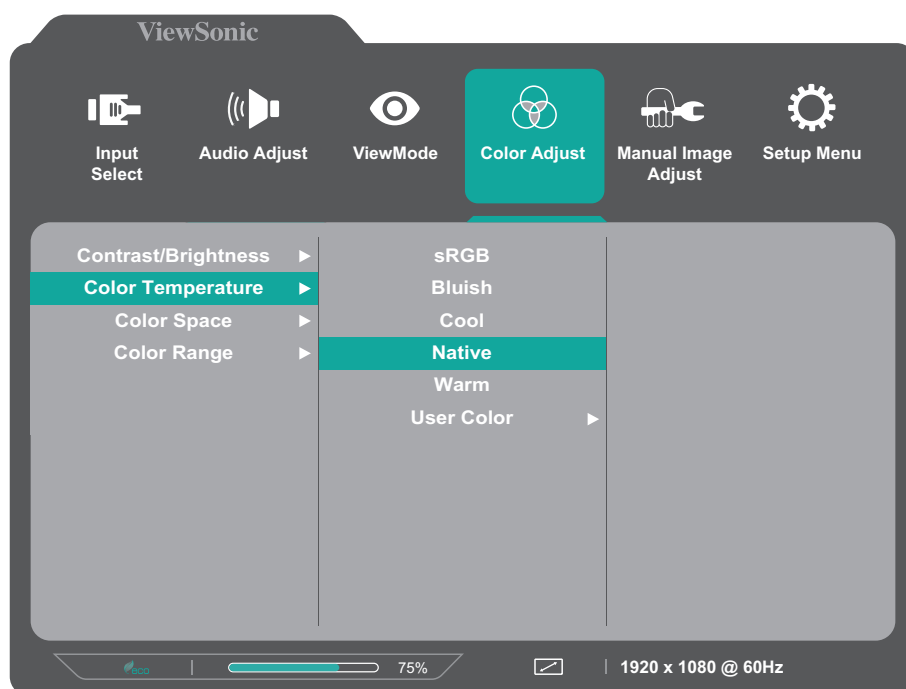 ViewSonic
Input Select
Audio Adjust
ViewMode
Color Adjust
Manual Image Adjust
Setup Menu
Contrast/Brightness
Color Temperature
Color Space
Color Range
sRGB
Bluish
Cool
Native
Warm
User Color
eco
75%
1920 x 1080 @ 60Hz